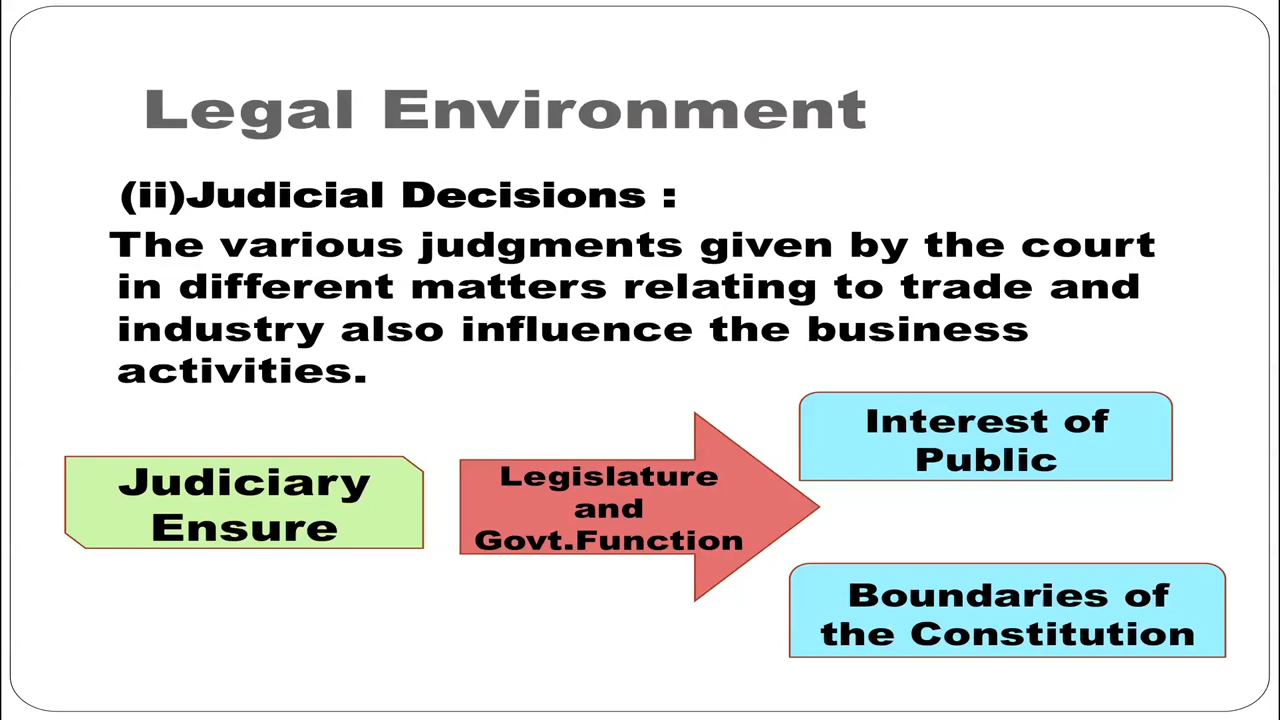 Legal Environment
(ii)Judicial Decisions :
The various judgments given by the court
in different matters relating to trade and
industry also influence the business
activities.
Judiciary
Ensure
Legislature
and
Govt.Function
Interest of
Public
Boundaries of
the Constitution